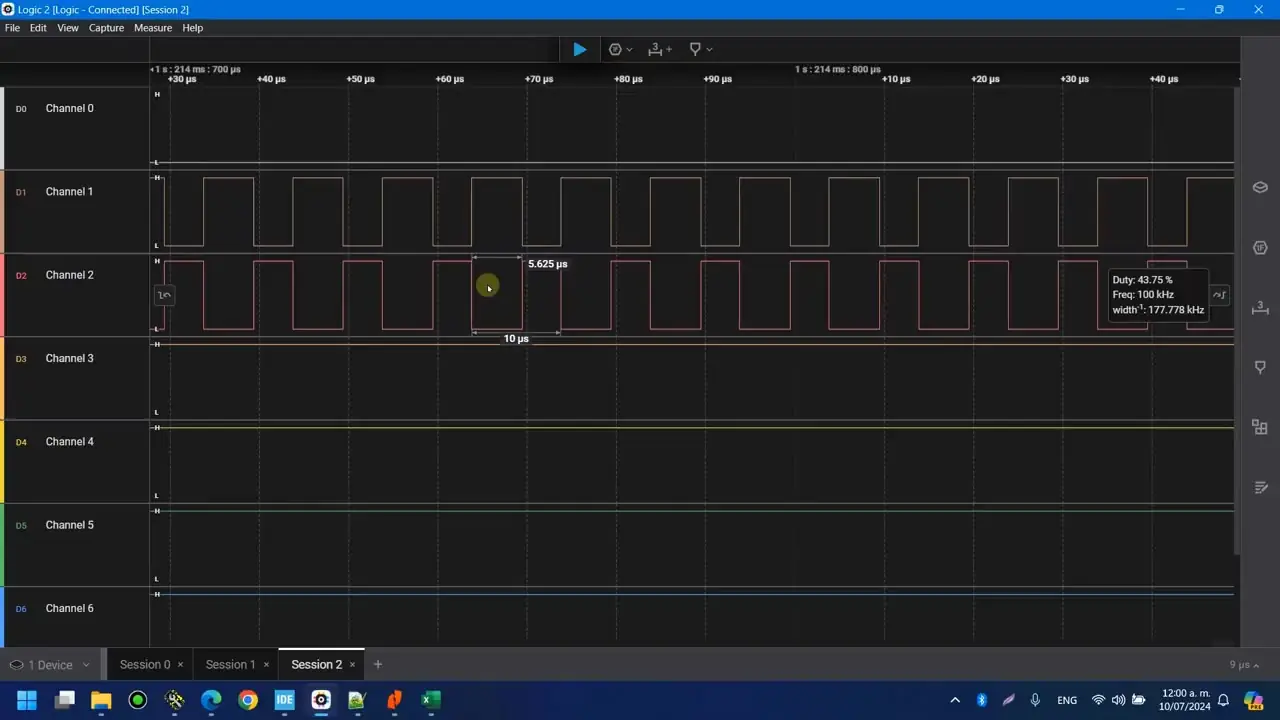 Logic 2 [Logic - Connected] [Session 2]
File Edit View Capture Measure Help
1 s : 214 ms : 700 µs 1 s : 214 ms : 800 µs
+30 µs +40 µs +50 µs +60 µs +70 µs +80 µs +90 µs +10 µs +20 µs +30 µs +40 µs
H
D0 Channel 0
L
H
D1 Channel 1
L
H
D2 Channel 2
5.625 µs
Duty: 43.75 %
Freq: 100 kHz
width⁻¹: 177.778 kHz
L
10 µs
H
D3 Channel 3
L
H
D4 Channel 4
L
H
D5 Channel 5
L
H
D6 Channel 6
1 Device Session 0 × Session 1 × Session 2 × + 9 µs
IDE ENG 12:00 a. m.
10/07/2024
PRE